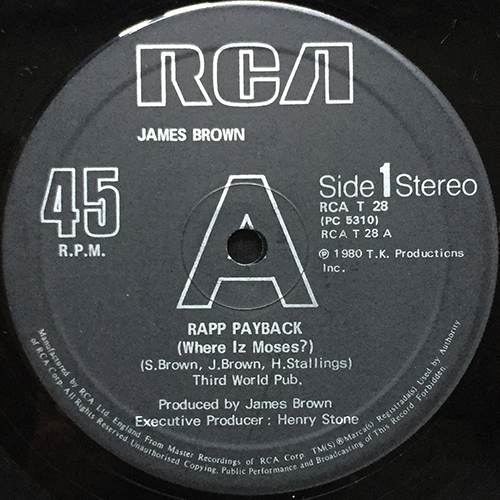 RCA
JAMES BROWN
45
R.P.M.
A
Side 1 Stereo
RCA T 28
(PC 5310)
RCA T 28 A
℗ 1980 T.K. Productions
Inc.
RAPP PAYBACK
(Where Iz Moses?)
(S.Brown, J.Brown, H.Stallings)
Third World Pub.
Produced by James Brown
Executive Producer : Henry Stone
Manufactured by RCA Ltd. England. From Master Recordings of RCA Corp. TM(S)®Marca(s) Registrada(s) Used by Authority
of RCA Corp. All Rights Reserved Unauthorised Copying, Public Performance and Broadcasting of This Record Forbidden.